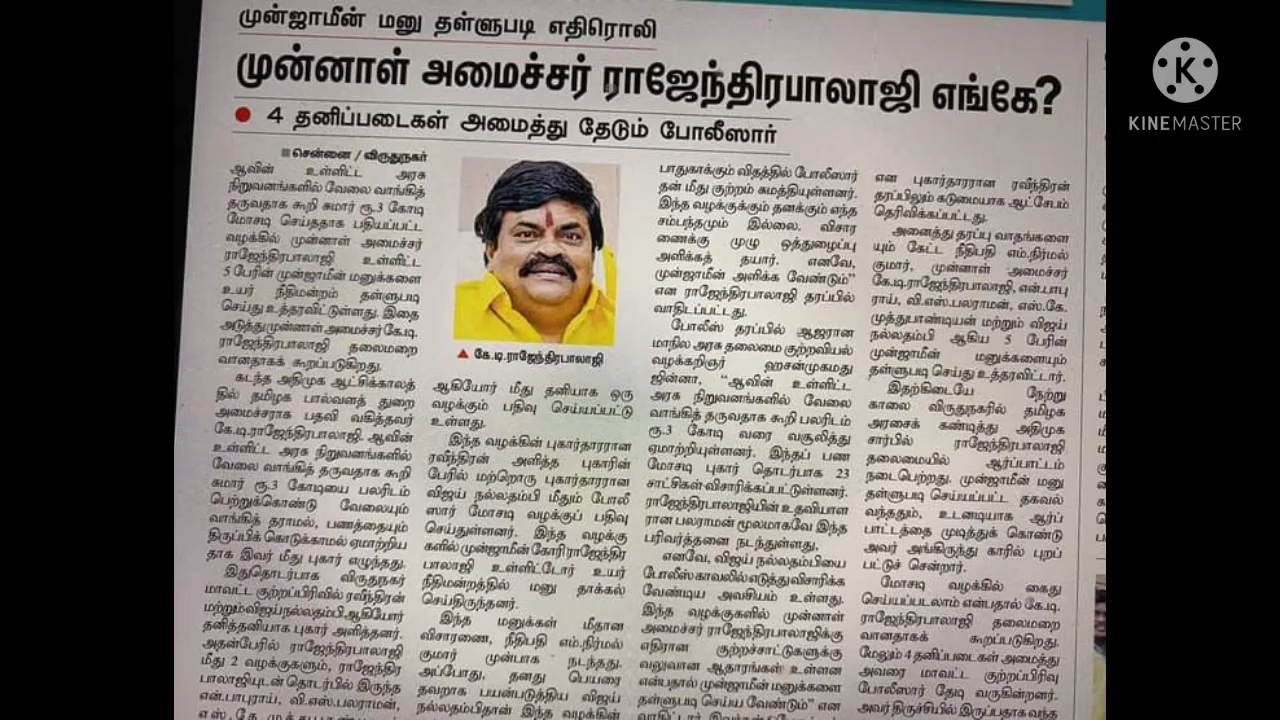 முன்ஜாமீன் மனு தள்ளுபடி எதிரொலி
முன்னாள் அமைச்சர் ராஜேந்திரபாலாஜி எங்கே?
4 தனிப்படைகள் அமைத்து தேடும் போலீஸார்
சென்னை / விருதுநகர்
ஆவின் உள்ளிட்ட அரசு
நிறுவனங்களில் வேலை வாங்கித்
தருவதாக கூறி சுமார் ரூ.3 கோடி
மோசடி செய்ததாக பதியப்பட்ட
வழக்கில் முன்னாள் அமைச்சர்
ராஜேந்திரபாலாஜி உள்ளிட்ட
5 பேரின் முன்ஜாமீன் மனுக்களை
உயர் நீதிமன்றம் தள்ளுபடி
செய்து உத்தரவிட்டுள்ளது. இதை
அடுத்து முன்னாள் அமைச்சர் கே.டி.
ராஜேந்திரபாலாஜி தலைமறை
வானதாகக் கூறப்படுகிறது.
கடந்த அதிமுக ஆட்சிக்காலத்
தில் தமிழக பால்வளத் துறை
அமைச்சராக பதவி வகித்தவர்
கே.டி.ராஜேந்திரபாலாஜி. ஆவின்
உள்ளிட்ட அரசு நிறுவனங்களில்
வேலை வாங்கித் தருவதாக கூறி
சுமார் ரூ.3 கோடியை பலரிடம்
பெற்றுக்கொண்டு வேலையும்
வாங்கித் தராமல், பணத்தையும்
திருப்பிக் கொடுக்காமல் ஏமாற்றிய
தாக இவர் மீது புகார் எழுந்தது.
இதுதொடர்பாக விருதுநகர்
மாவட்ட குற்றப்பிரிவில் ரவீந்திரன்
மற்றும் விஜய் நல்லதம்பி ஆகியோர்
தனித்தனியாக புகார் அளித்தனர்.
அதன்பேரில் ராஜேந்திரபாலாஜி
மீது 2 வழக்குகளும், ராஜேந்திர
பாலாஜியுடன் தொடர்பில் இருந்த
என்.பாபுராய், வி.எஸ்.பலராமன்,
கே.டி.ராஜேந்திரபாலாஜி
ஆகியோர் மீது தனியாக ஒரு
வழக்கும் பதிவு செய்யப்பட்டு
உள்ளது.
இந்த வழக்கின் புகார்தாரரான
ரவீந்திரன் அளித்த புகாரின்
பேரில் மற்றொரு புகார்தாரரான
விஜய் நல்லதம்பி மீதும் போலீ
ஸார் மோசடி வழக்குப் பதிவு
செய்துள்ளனர். இந்த வழக்கு
களில் முன்ஜாமீன் கோரி ராஜேந்திர
பாலாஜி உள்ளிட்டோர் உயர்
நீதிமன்றத்தில் மனு தாக்கல்
செய்திருந்தனர்.
இந்த மனுக்கள் மீதான
விசாரணை, நீதிபதி எம்.நிர்மல்
குமார் முன்பாக நடந்தது.
அப்போது, தனது பெயரை
தவறாக பயன்படுத்திய விஜய்
நல்லதம்பிதான் இந்த வழக்கின்
பாதுகாக்கும் விதத்தில் போலீஸார்
தன் மீது குற்றம் சுமத்தியுள்ளனர்.
இந்த வழக்குக்கும் தனக்கும் எந்த
சம்பந்தமும் இல்லை. விசார
ணைக்கு முழு ஒத்துழைப்பு
அளிக்கத் தயார். எனவே,
முன்ஜாமீன் அளிக்க வேண்டும்”
என ராஜேந்திரபாலாஜி தரப்பில்
வாதிடப்பட்டது.
போலீஸ் தரப்பில் ஆஜரான
மாநில அரசு தலைமை குற்றவியல்
வழக்கறிஞர் ஹசன்முகமது
ஜின்னா, “ஆவின் உள்ளிட்ட
அரசு நிறுவனங்களில் வேலை
வாங்கித் தருவதாக கூறி பலரிடம்
ரூ.3 கோடி வரை வசூலித்து
ஏமாற்றியுள்ளனர். இந்தப் பண
மோசடி புகார் தொடர்பாக 23
சாட்சிகள் விசாரிக்கப்பட்டுள்ளனர்.
ராஜேந்திரபாலாஜியின் உதவியாள
ரான பலராமன் மூலமாகவே இந்த
பரிவர்த்தனை நடந்துள்ளது.
எனவே, விஜய் நல்லதம்பியை
போலீஸ் காவலில் எடுத்து விசாரிக்க
வேண்டிய அவசியம் உள்ளது.
இந்த வழக்குகளில் முன்னாள்
அமைச்சர் ராஜேந்திரபாலாஜிக்கு
எதிரான குற்றச்சாட்டுகளுக்கு
வலுவான ஆதாரங்கள் உள்ளன
என்பதால் முன்ஜாமீன் மனுக்களை
தள்ளுபடி செய்ய வேண்டும்” என
என புகார்தாரரான ரவீந்திரன்
தரப்பிலும் கடுமையாக ஆட்சேபம்
தெரிவிக்கப்பட்டது.
அனைத்து தரப்பு வாதங்களை
யும் கேட்ட நீதிபதி எம்.நிர்மல்
குமார், முன்னாள் அமைச்சர்
கே.டி.ராஜேந்திரபாலாஜி, என்.பாபு
ராய், வி.எஸ்.பலராமன், எஸ்.கே.
முத்துபாண்டியன் மற்றும் விஜய்
நல்லதம்பி ஆகிய 5 பேரின்
முன்ஜாமீன் மனுக்களையும்
தள்ளுபடி செய்து உத்தரவிட்டார்.
இதற்கிடையே நேற்று
காலை விருதுநகரில் தமிழக
அரசைக் கண்டித்து அதிமுக
சார்பில் ராஜேந்திரபாலாஜி
தலைமையில் ஆர்ப்பாட்டம்
நடைபெற்றது. முன்ஜாமீன் மனு
தள்ளுபடி செய்யப்பட்ட தகவல்
வந்ததும், உடனடியாக ஆர்ப்
பாட்டத்தை முடித்துக் கொண்டு
அவர் அங்கிருந்து காரில் புறப்
பட்டுச் சென்றார்.
மோசடி வழக்கில் கைது
செய்யப்படலாம் என்பதால் கே.டி.
ராஜேந்திரபாலாஜி தலைமறை
வானதாகக் கூறப்படுகிறது.
மேலும் 4 தனிப்படைகள் அமைத்து
அவரை மாவட்ட குற்றப்பிரிவு
போலீஸார் தேடி வருகின்றனர்.
அவர் திருச்சியில் இருப்பதாக வந்த
KINEMASTER